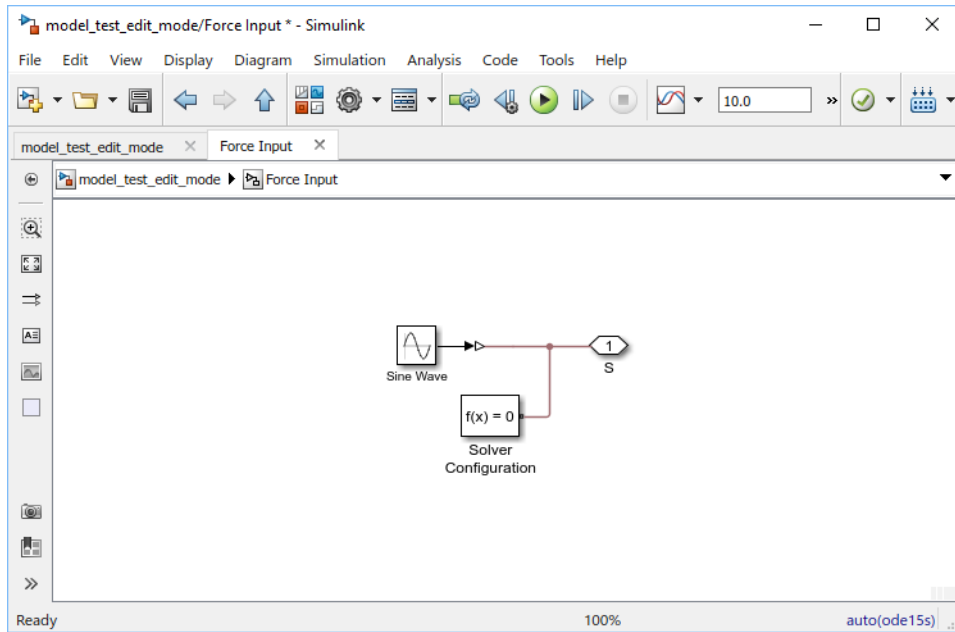 model_test_edit_mode/Force Input * - Simulink
File Edit View Display Diagram Simulation Analysis Code Tools Help
10.0 »
model_test_edit_mode × Force Input ×
model_test_edit_mode Force Input
A
1
Sine Wave
S
f(x) = 0
Solver
Configuration
Ready 100% auto(ode15s)